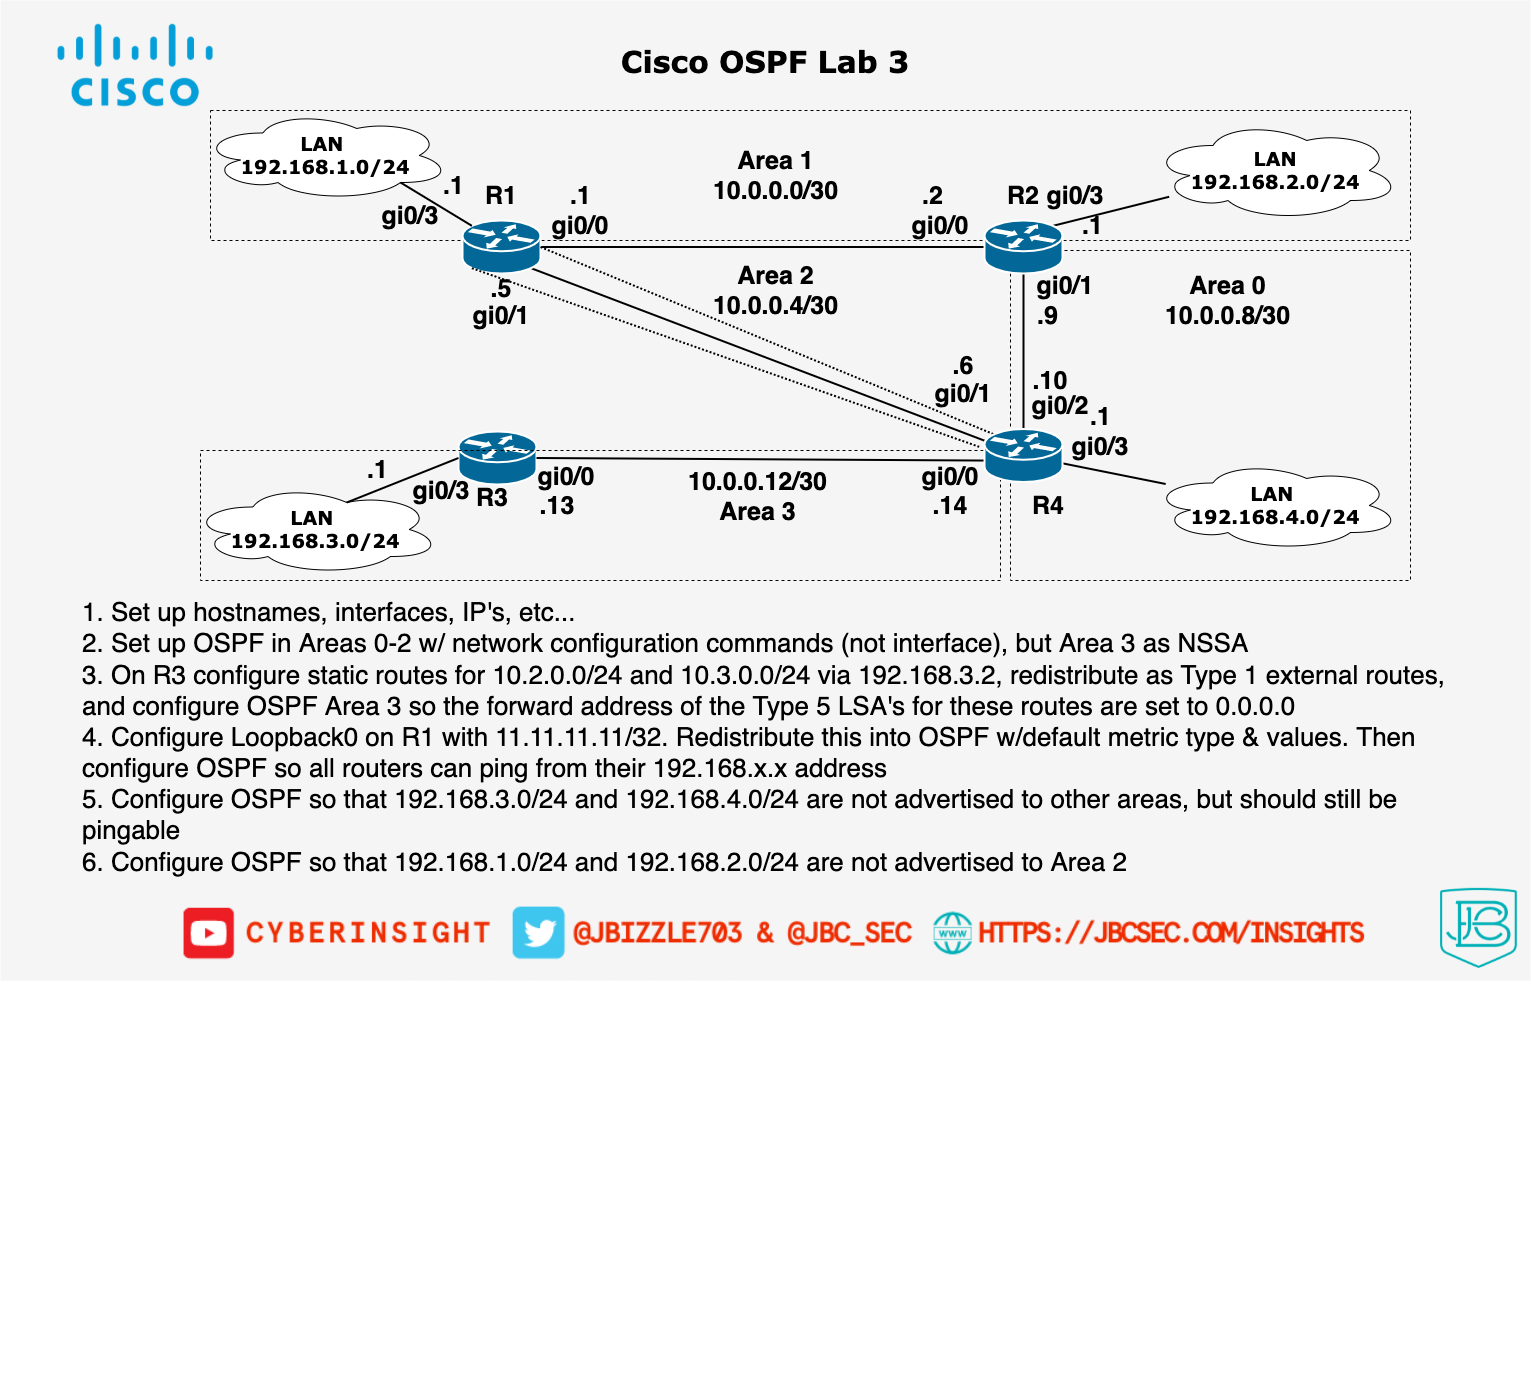 CISCO
Cisco OSPF Lab 3
LAN
192.168.1.0/24
Area 1
10.0.0.0/30
LAN
192.168.2.0/24
.1
gi0/3
R1
.1
gi0/0
.2
gi0/0
R2 gi0/3
.1
.5
gi0/1
Area 2
10.0.0.4/30
gi0/1
.9
Area 0
10.0.0.8/30
.6
gi0/1
.10
gi0/2
.1
gi0/3
.1
gi0/3
R3
gi0/0
.13
10.0.0.12/30
Area 3
gi0/0
.14
R4
LAN
192.168.3.0/24
LAN
192.168.4.0/24
1. Set up hostnames, interfaces, IP's, etc...
2. Set up OSPF in Areas 0-2 w/ network configuration commands (not interface), but Area 3 as NSSA
3. On R3 configure static routes for 10.2.0.0/24 and 10.3.0.0/24 via 192.168.3.2, redistribute as Type 1 external routes,
and configure OSPF Area 3 so the forward address of the Type 5 LSA's for these routes are set to 0.0.0.0
4. Configure Loopback0 on R1 with 11.11.11.11/32. Redistribute this into OSPF w/default metric type & values. Then
configure OSPF so all routers can ping from their 192.168.x.x address
5. Configure OSPF so that 192.168.3.0/24 and 192.168.4.0/24 are not advertised to other areas, but should still be
pingable
6. Configure OSPF so that 192.168.1.0/24 and 192.168.2.0/24 are not advertised to Area 2
CYBERINSIGHT
@JBIZZLE703 & @JBC_SEC
WWW
HTTPS://JBCSEC.COM/INSIGHTS
JBC